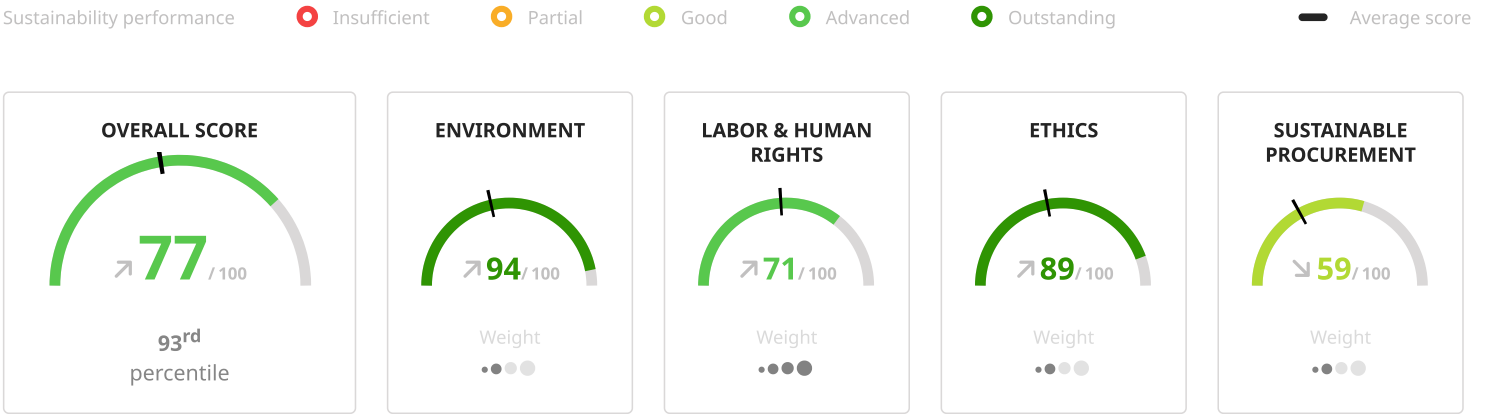 Sustainability performance
Insufficient
Partial
Good
Advanced
Outstanding
Average score
OVERALL SCORE
77 / 100
93rd
percentile
ENVIRONMENT
94 / 100
Weight
LABOR & HUMAN
RIGHTS
71 / 100
Weight
ETHICS
89 / 100
Weight
SUSTAINABLE
PROCUREMENT
59 / 100
Weight